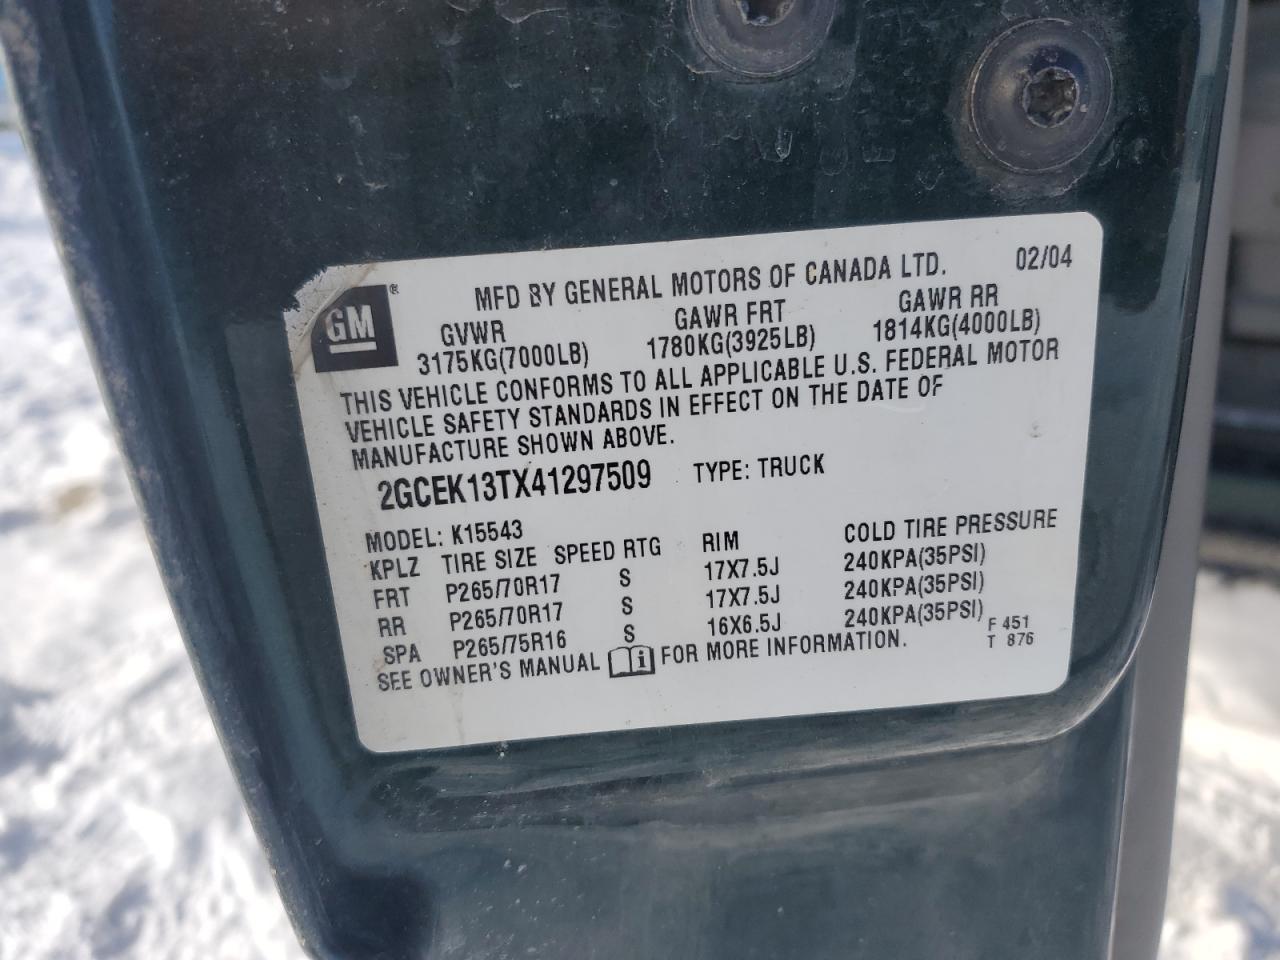 GM ®
MFD BY GENERAL MOTORS OF CANADA LTD. 02/04
GVWR GAWR FRT GAWR RR
3175KG(7000LB) 1780KG(3925LB) 1814KG(4000LB)
THIS VEHICLE CONFORMS TO ALL APPLICABLE U.S. FEDERAL MOTOR
VEHICLE SAFETY STANDARDS IN EFFECT ON THE DATE OF
MANUFACTURE SHOWN ABOVE.
2GCEK13TX41297509 TYPE: TRUCK
MODEL: K15543
KPLZ TIRE SIZE SPEED RTG RIM COLD TIRE PRESSURE
FRT P265/70R17 S 17X7.5J 240KPA(35PSI)
RR P265/70R17 S 17X7.5J 240KPA(35PSI)
SPA P265/75R16 S 16X6.5J 240KPA(35PSI)
SEE OWNER'S MANUAL i FOR MORE INFORMATION.
F 451
T 876